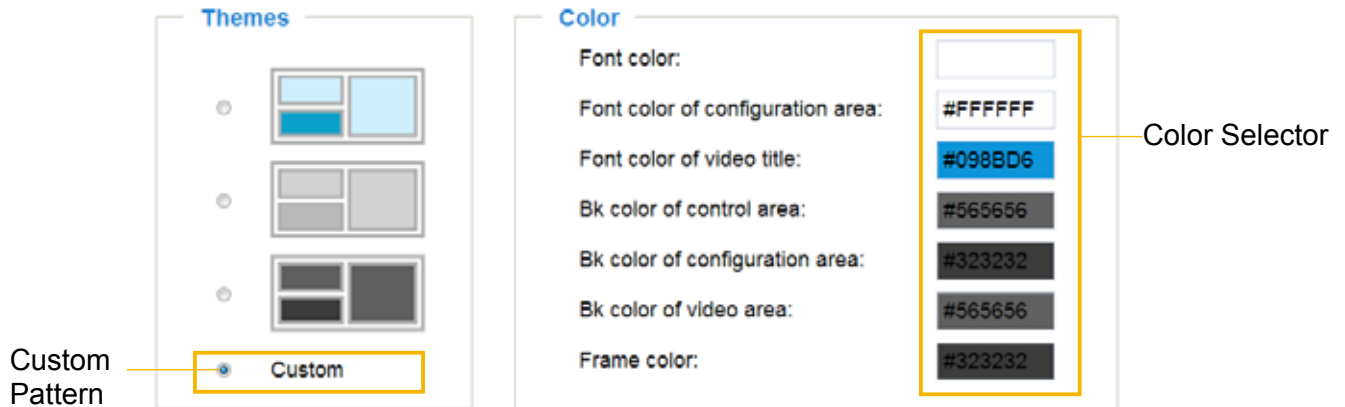 Themes
Custom
Custom
Pattern
Color
Font color:
Font color of configuration area: #FFFFFF
Font color of video title: #098BD6
Bk color of control area: #565656
Bk color of configuration area: #323232
Bk color of video area: #565656
Frame color: #323232
Color Selector